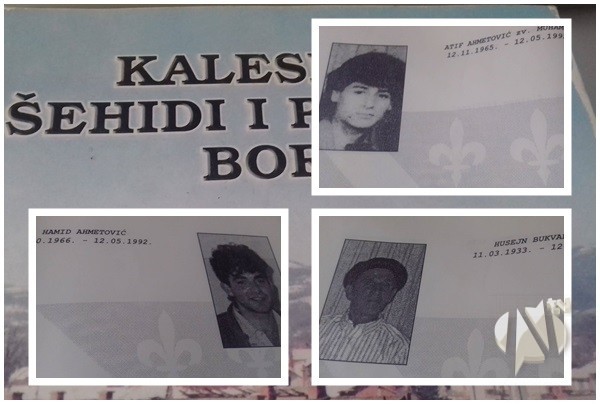 KALES
ŠEHIDI I P
BOR
ATIF AHMETOVIĆ zv. MUHAM
12.11.1965. - 12.05.199
HAMID AHMETOVIĆ
0.1966. - 12.05.1992.
HUSEJN BUKVA
11.03.1933. - 12
N